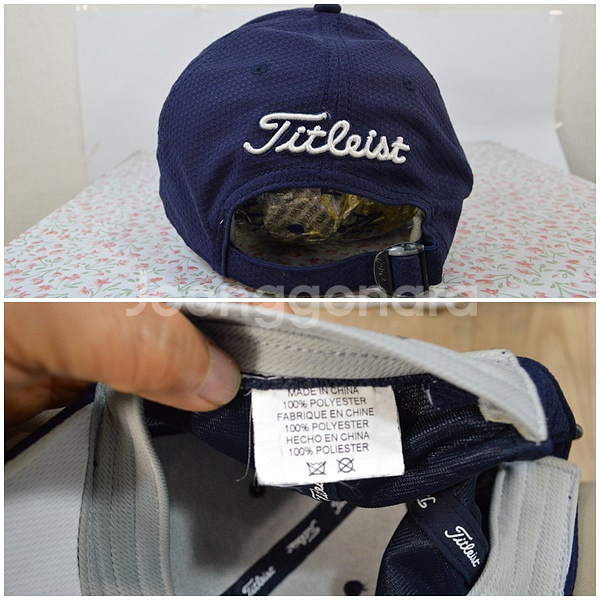 Titleist
Joonggonara
MADE IN CHINA
100% POLYESTER
FABRIQUE EN CHINE
100% POLYESTER
HECHO EN CHINA
100% POLIESTER
Titleist
Titleist
Titleist